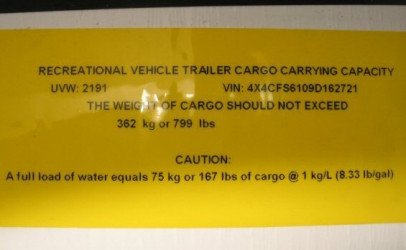 RECREATIONAL VEHICLE TRAILER CARGO CARRYING CAPACITY
UVW: 2191 VIN: 4X4CFS6109D162721
THE WEIGHT OF CARGO SHOULD NOT EXCEED
362 kg or 799 lbs
CAUTION:
A full load of water equals 75 kg or 167 lbs of cargo @ 1 kg/L (8.33 lb/gal)